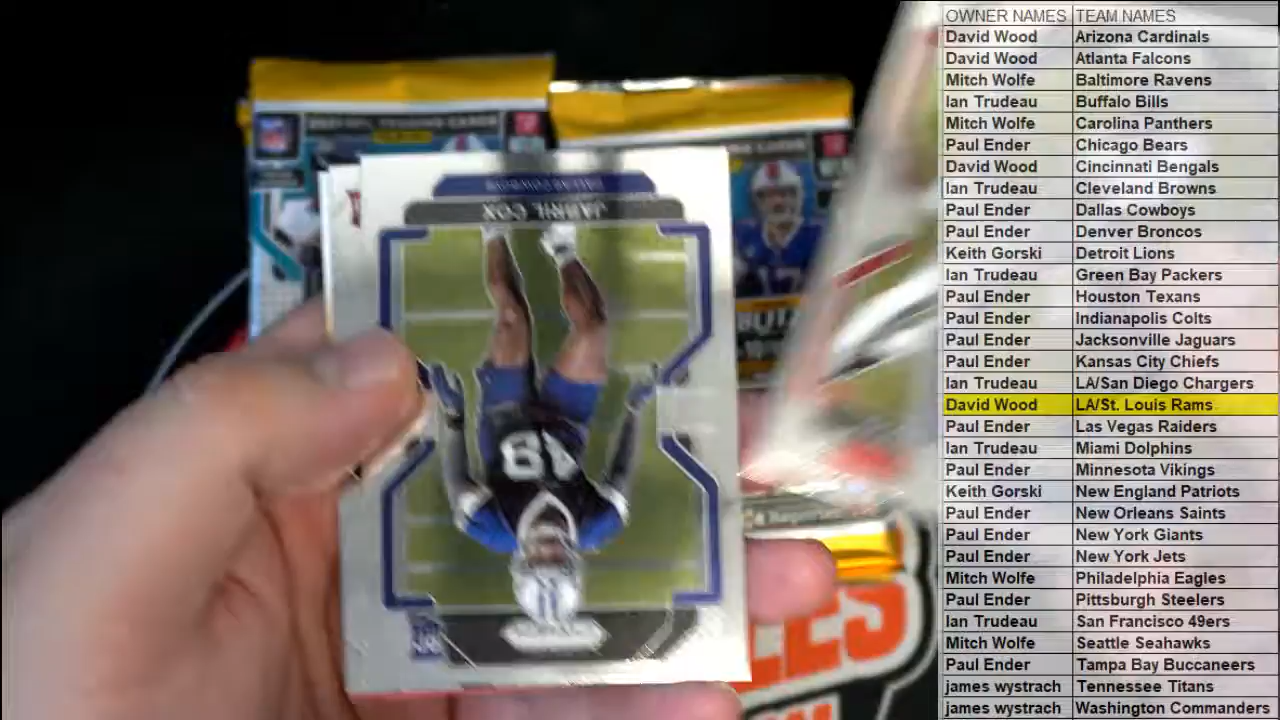 OWNER NAMES TEAM NAMES
David Wood Arizona Cardinals
David Wood Atlanta Falcons
Mitch Wolfe Baltimore Ravens
Ian Trudeau Buffalo Bills
Mitch Wolfe Carolina Panthers
Paul Ender Chicago Bears
David Wood Cincinnati Bengals
Ian Trudeau Cleveland Browns
Paul Ender Dallas Cowboys
Paul Ender Denver Broncos
Keith Gorski Detroit Lions
Ian Trudeau Green Bay Packers
Paul Ender Houston Texans
Paul Ender Indianapolis Colts
Paul Ender Jacksonville Jaguars
Paul Ender Kansas City Chiefs
Ian Trudeau LA/San Diego Chargers
David Wood LA/St. Louis Rams
Paul Ender Las Vegas Raiders
Ian Trudeau Miami Dolphins
Paul Ender Minnesota Vikings
Keith Gorski New England Patriots
Paul Ender New Orleans Saints
Paul Ender New York Giants
Paul Ender New York Jets
Mitch Wolfe Philadelphia Eagles
Paul Ender Pittsburgh Steelers
Ian Trudeau San Francisco 49ers
Mitch Wolfe Seattle Seahawks
Paul Ender Tampa Bay Buccaneers
james wystrach Tennessee Titans
james wystrach Washington Commanders
JABRIL COX
48